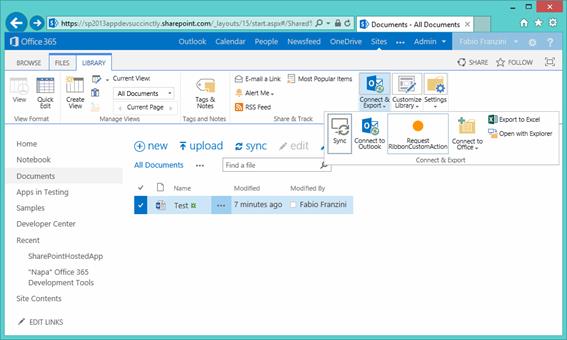 https://sp2013appdevsuccinctly.sharepoint.com/_layouts/15/start.aspx#/Shared
Documents - All Documents
Office 365
Outlook Calendar People Newsfeed OneDrive Sites ••• Admin Fabio Franzini ?
BROWSE FILES LIBRARY
SHARE FOLLOW
View
Quick Edit
Create View
Current View:
All Documents
Current Page
Tags & Notes
E-mail a Link
Alert Me
RSS Feed
Most Popular Items
Connect & Export
Customize Library
Settings
View Format
Manage Views
Tags and Notes
Share & Track
Sync
Connect to Outlook
Request RibbonCustomAction
Connect to Office
Export to Excel
Open with Explorer
Connect & Export
Home
Notebook
Documents
Apps in Testing
Samples
Developer Center
Recent
SharePointHostedApp
"Napa" Office 365
Development Tools
Site Contents
EDIT LINKS
new upload sync edit
All Documents ••• Find a file
Name Modified Modified By
Test ••• 7 minutes ago Fabio Franzini